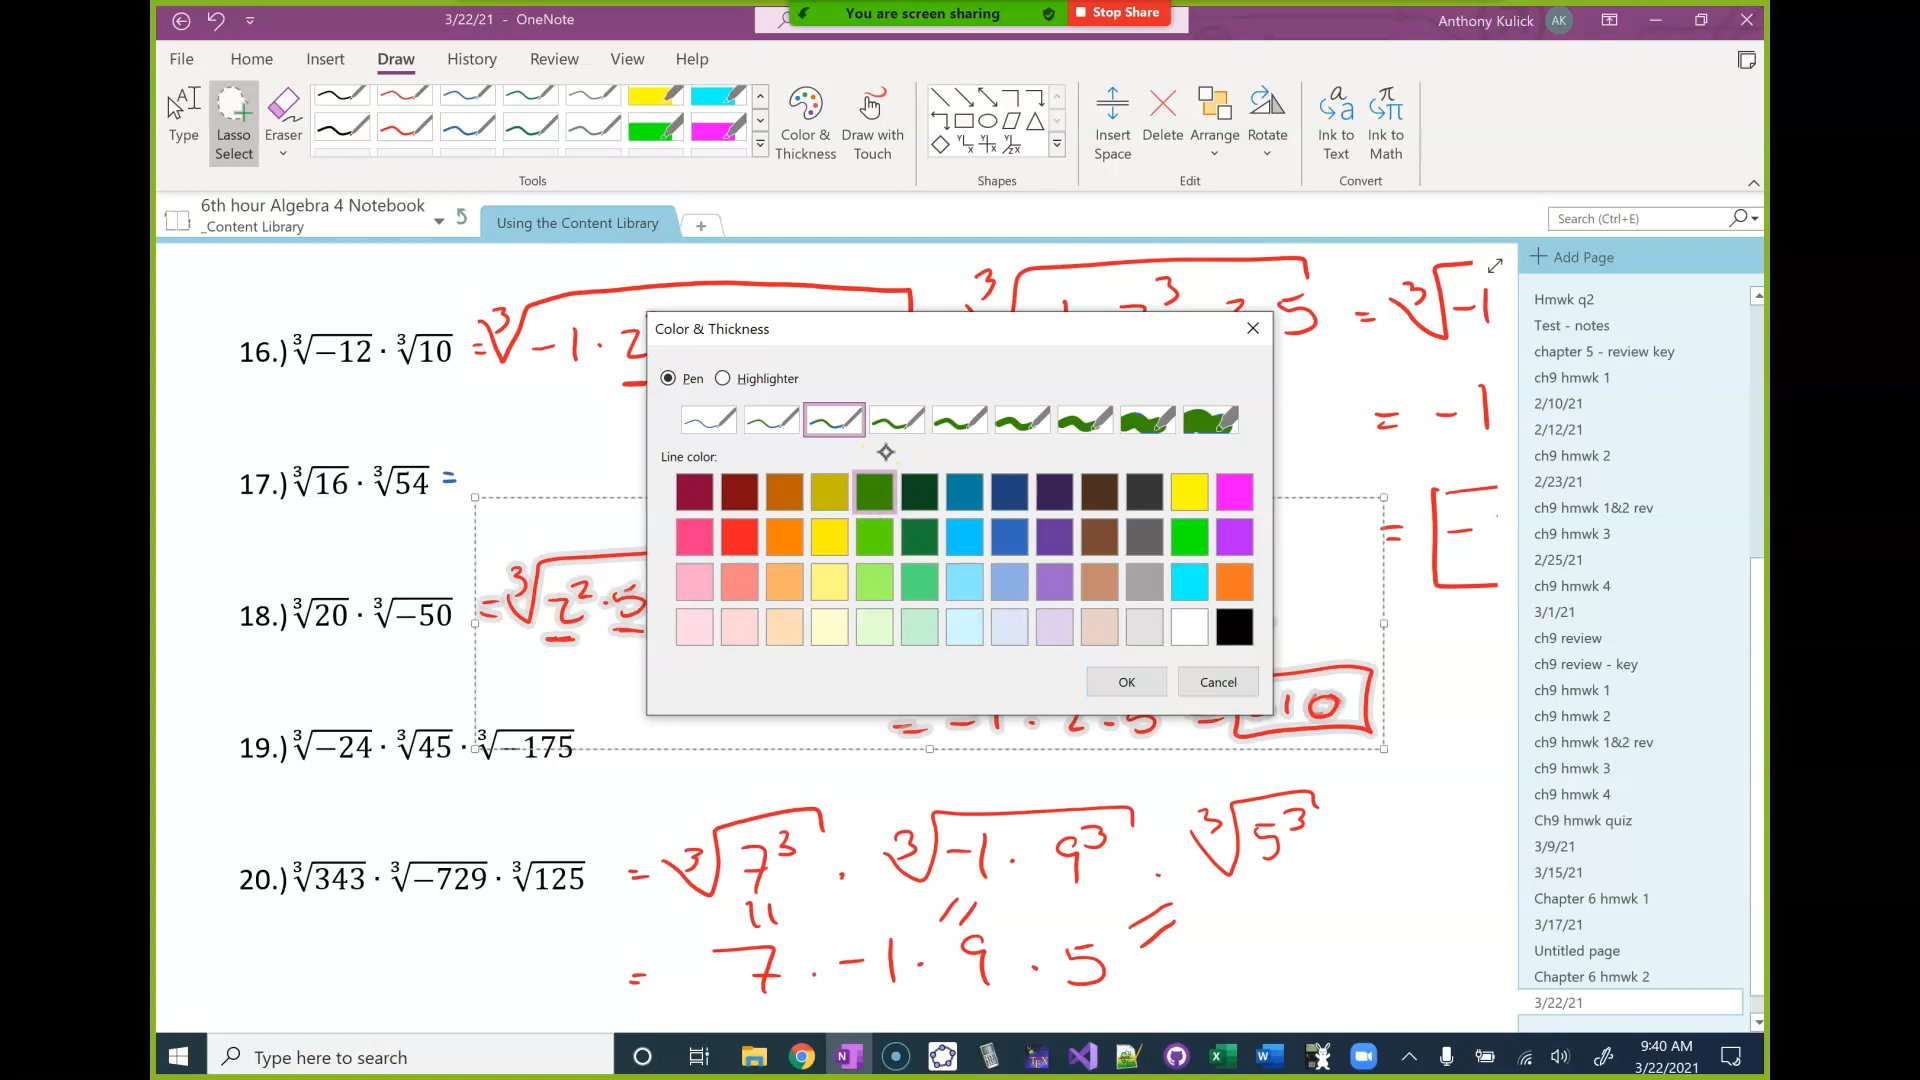 3/22/21 - OneNote
You are screen sharing
Stop Share
Anthony Kulick
AK
File Home Insert Draw History Review View Help
Type
Lasso Select
Eraser
Color & Thickness
Draw with Touch
Insert Space
Delete
Arrange
Rotate
Ink to Text
Ink to Math
Tools
Shapes
Edit
Convert
6th hour Algebra 4 Notebook
_Content Library
Using the Content Library
Search (Ctrl+E)
Add Page
Hmwk q2
Test - notes
chapter 5 - review key
ch9 hmwk 1
2/10/21
2/12/21
ch9 hmwk 2
2/23/21
ch9 hmwk 1&2 rev
ch9 hmwk 3
2/25/21
ch9 hmwk 4
3/1/21
ch9 review
ch9 review - key
ch9 hmwk 1
ch9 hmwk 2
ch9 hmwk 1&2 rev
ch9 hmwk 3
ch9 hmwk 4
Ch9 hmwk quiz
3/9/21
3/15/21
Chapter 6 hmwk 1
3/17/21
Untitled page
Chapter 6 hmwk 2
3/22/21
Color & Thickness
Pen Highlighter
Line color:
OK Cancel
16.) ∛−12 · ∛10 = ∛−1 · 2
= ∛−1
= −1
17.) ∛16 · ∛54 =
18.) ∛20 · ∛−50 = ∛2² · 5
= −1 · 2 · 5 = 10
19.) ∛−24 · ∛45 · ∛−175
20.) ∛343 · ∛−729 · ∛125 = ∛7³ · ∛−1 · 9³ · ∛5³
= 7 · −1 · 9 · 5 =
Type here to search
9:40 AM
3/22/2021